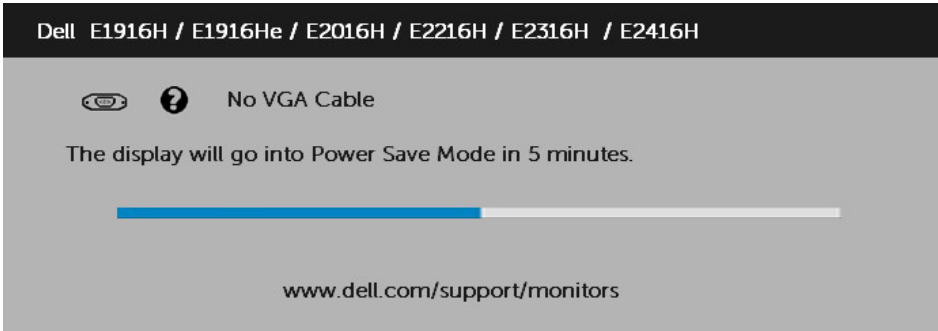 Dell E1916H / E1916He / E2016H / E2216H / E2316H / E2416H
No VGA Cable
The display will go into Power Save Mode in 5 minutes.
www.dell.com/support/monitors